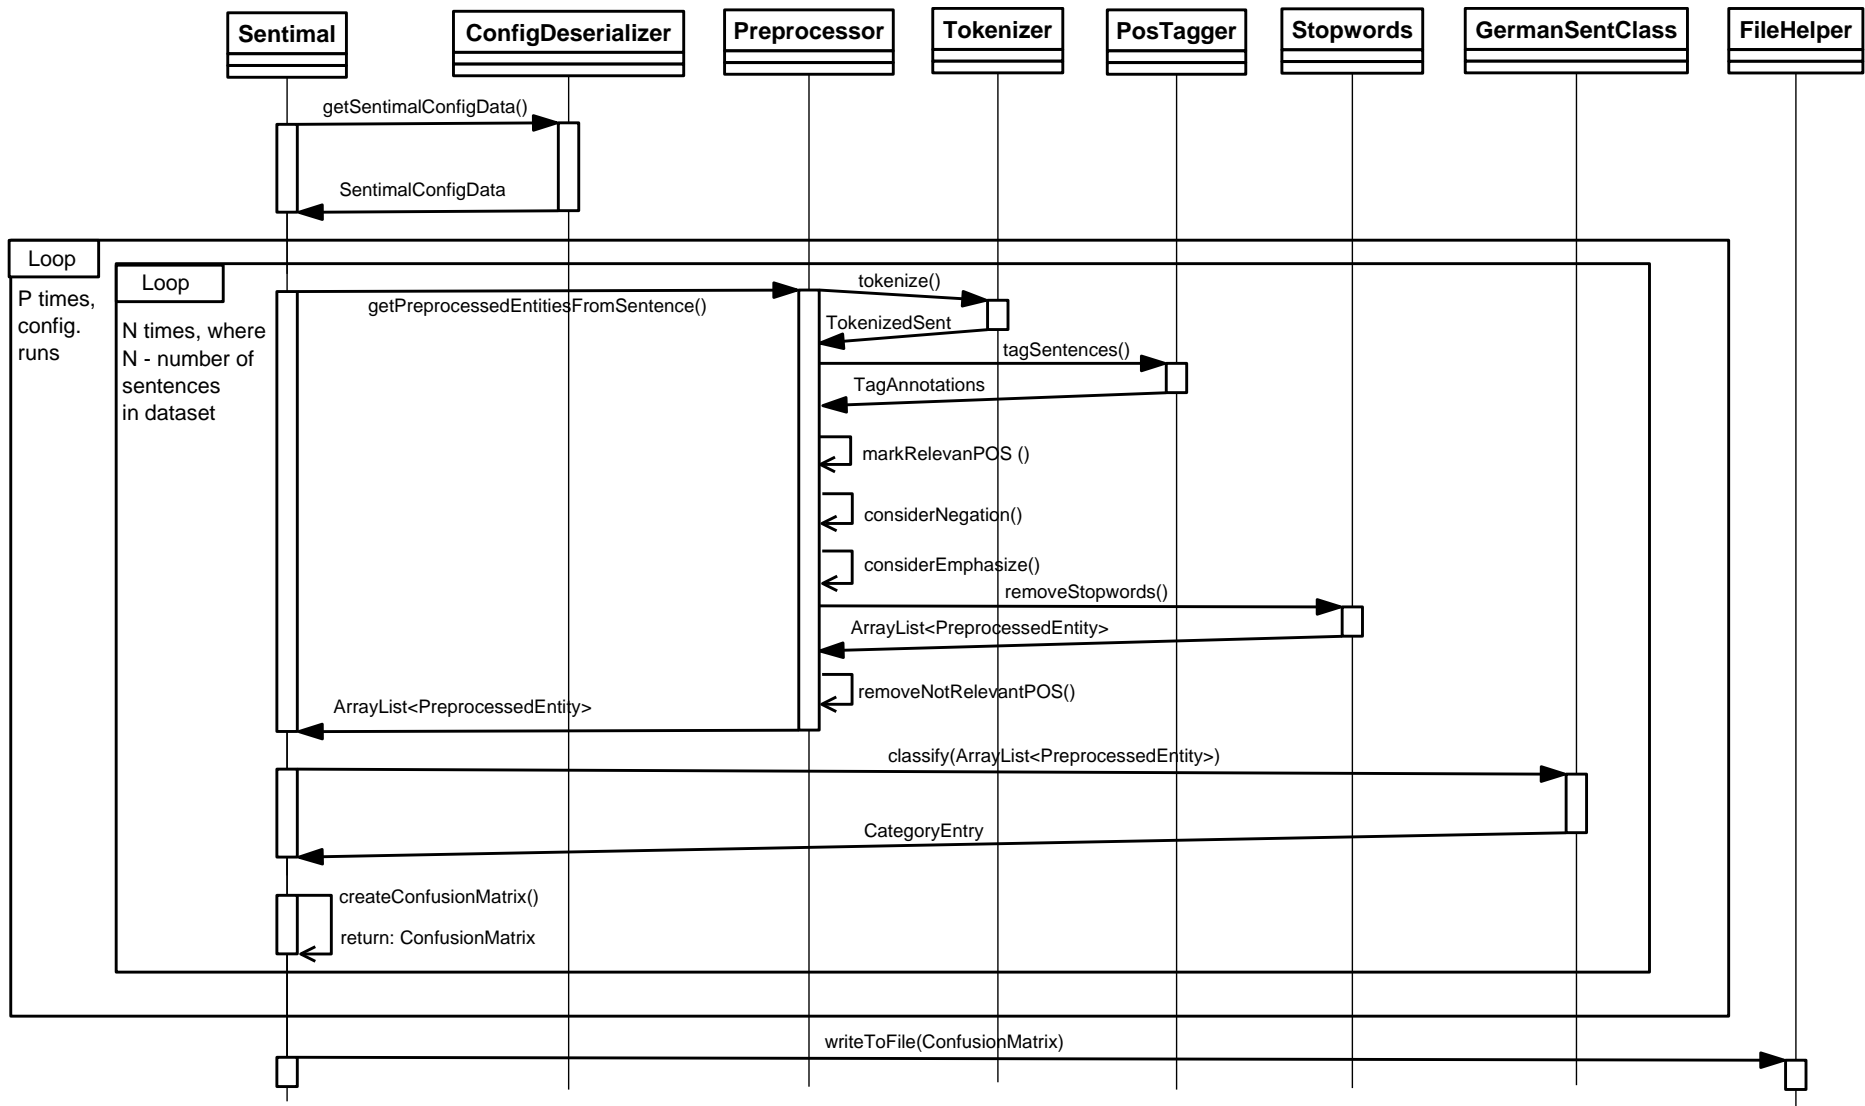 Sentimal
ConfigDeserializer
Preprocessor
Tokenizer
PosTagger
Stopwords
GermanSentClass
FileHelper
getSentimalConfigData()
SentimalConfigData
Loop
P times,
config.
runs
Loop
N times, where
N - number of
sentences
in dataset
getPreprocessedEntitiesFromSentence()
tokenize()
TokenizedSent
tagSentences()
TagAnnotations
markRelevanPOS ()
considerNegation()
considerEmphasize()
removeStopwords()
ArrayList<PreprocessedEntity>
removeNotRelevantPOS()
ArrayList<PreprocessedEntity>
classify(ArrayList<PreprocessedEntity>)
CategoryEntry
createConfusionMatrix()
return: ConfusionMatrix
writeToFile(ConfusionMatrix)